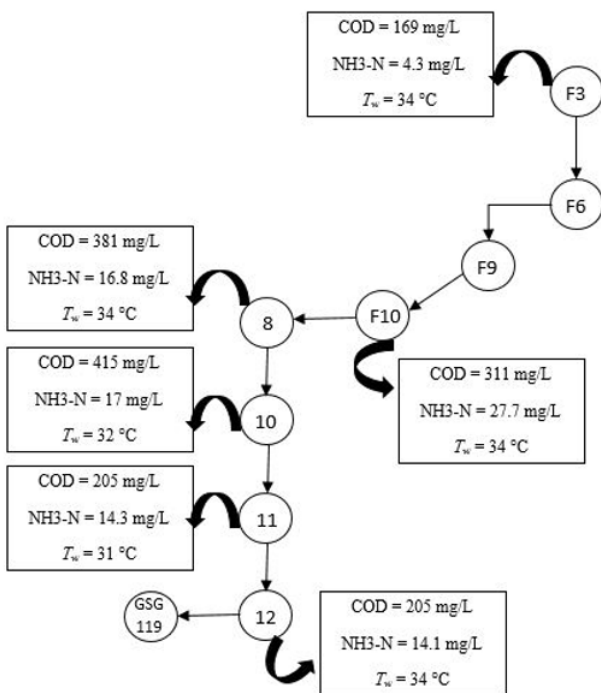 COD = 169 mg/L
NH3-N = 4.3 mg/L
Tw = 34 °C
F3
F6
F9
F10
COD = 311 mg/L
NH3-N = 27.7 mg/L
Tw = 34 °C
COD = 381 mg/L
NH3-N = 16.8 mg/L
Tw = 34 °C
8
COD = 415 mg/L
NH3-N = 17 mg/L
Tw = 32 °C
10
COD = 205 mg/L
NH3-N = 14.3 mg/L
Tw = 31 °C
11
12
GSG
119
COD = 205 mg/L
NH3-N = 14.1 mg/L
Tw = 34 °C